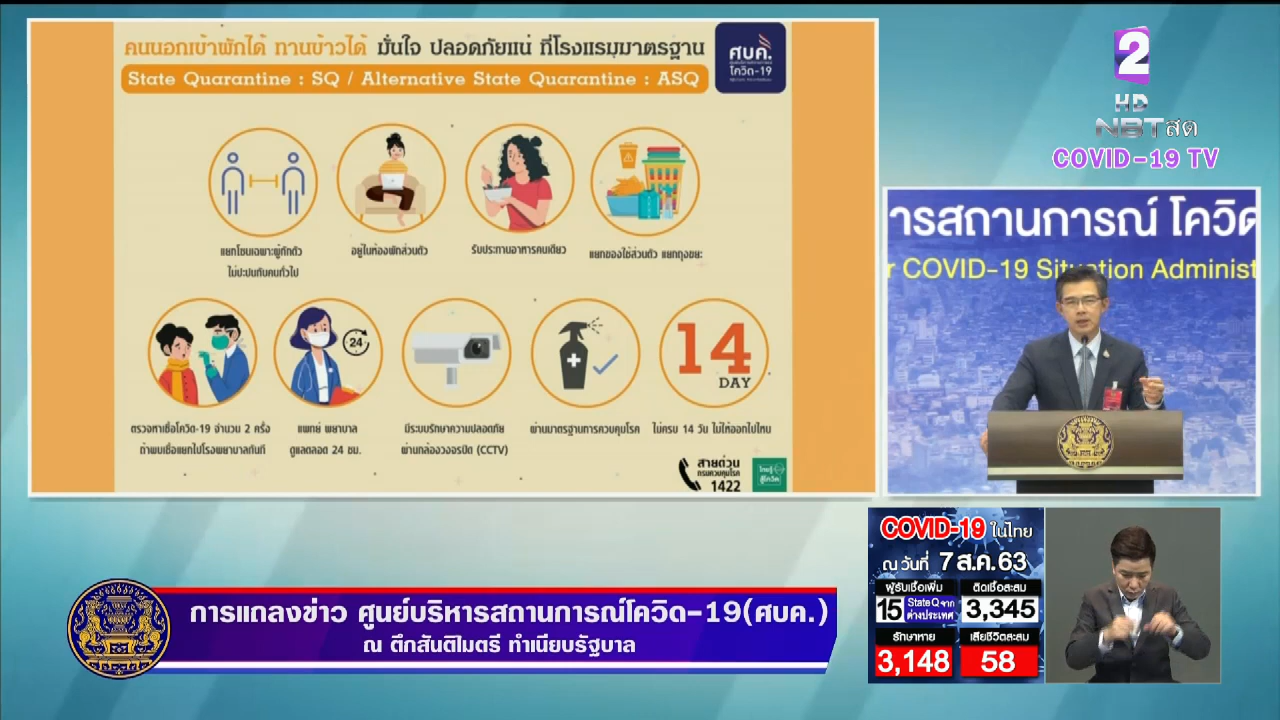 คนนอกเข้าพักได้ ทานข้าวได้ มั่นใจ ปลอดภัยแน่ ที่โรงแรมมาตรฐาน
State Quarantine : SQ / Alternative State Quarantine : ASQ
ศบค.
โควิด-19
แยกโซนเฉพาะผู้กักตัว
ไม่ปะปนกับคนทั่วไป
อยู่ในห้องพักส่วนตัว
รับประทานอาหารคนเดียว
แยกของใช้ส่วนตัว แยกถุงขยะ
24
14
DAY
ตรวจหาเชื้อโควิด-19 จำนวน 2 ครั้ง
ถ้าพบเชื้อแยกไปโรงพยาบาลทันที
แพทย์ พยาบาล
ดูแลตลอด 24 ชม.
มีระบบรักษาความปลอดภัย
ผ่านกล้องวงจรปิด (CCTV)
ผ่านมาตรฐานการควบคุมโรค
ไม่ครบ 14 วัน ไม่ให้ออกไปไหน
สายด่วน
กรมควบคุมโรค
1422
ไทยรู้
สู้โควิด
2
HD
NBT สด
COVID-19 TV
ารสถานการณ์ โควิด
r COVID-19 Situation Administ
COVID-19 ในไทย
ณ วันที่ 7 ส.ค. 63
ผู้รับเชื้อเพิ่ม
15 State Q จาก
ต่างประเทศ
ติดเชื้อสะสม
3,345
รักษาหาย
3,148
เสียชีวิตสะสม
58
การแถลงข่าว ศูนย์บริหารสถานการณ์โควิด-19(ศบค.)
ณ ตึกสันติไมตรี ทำเนียบรัฐบาล